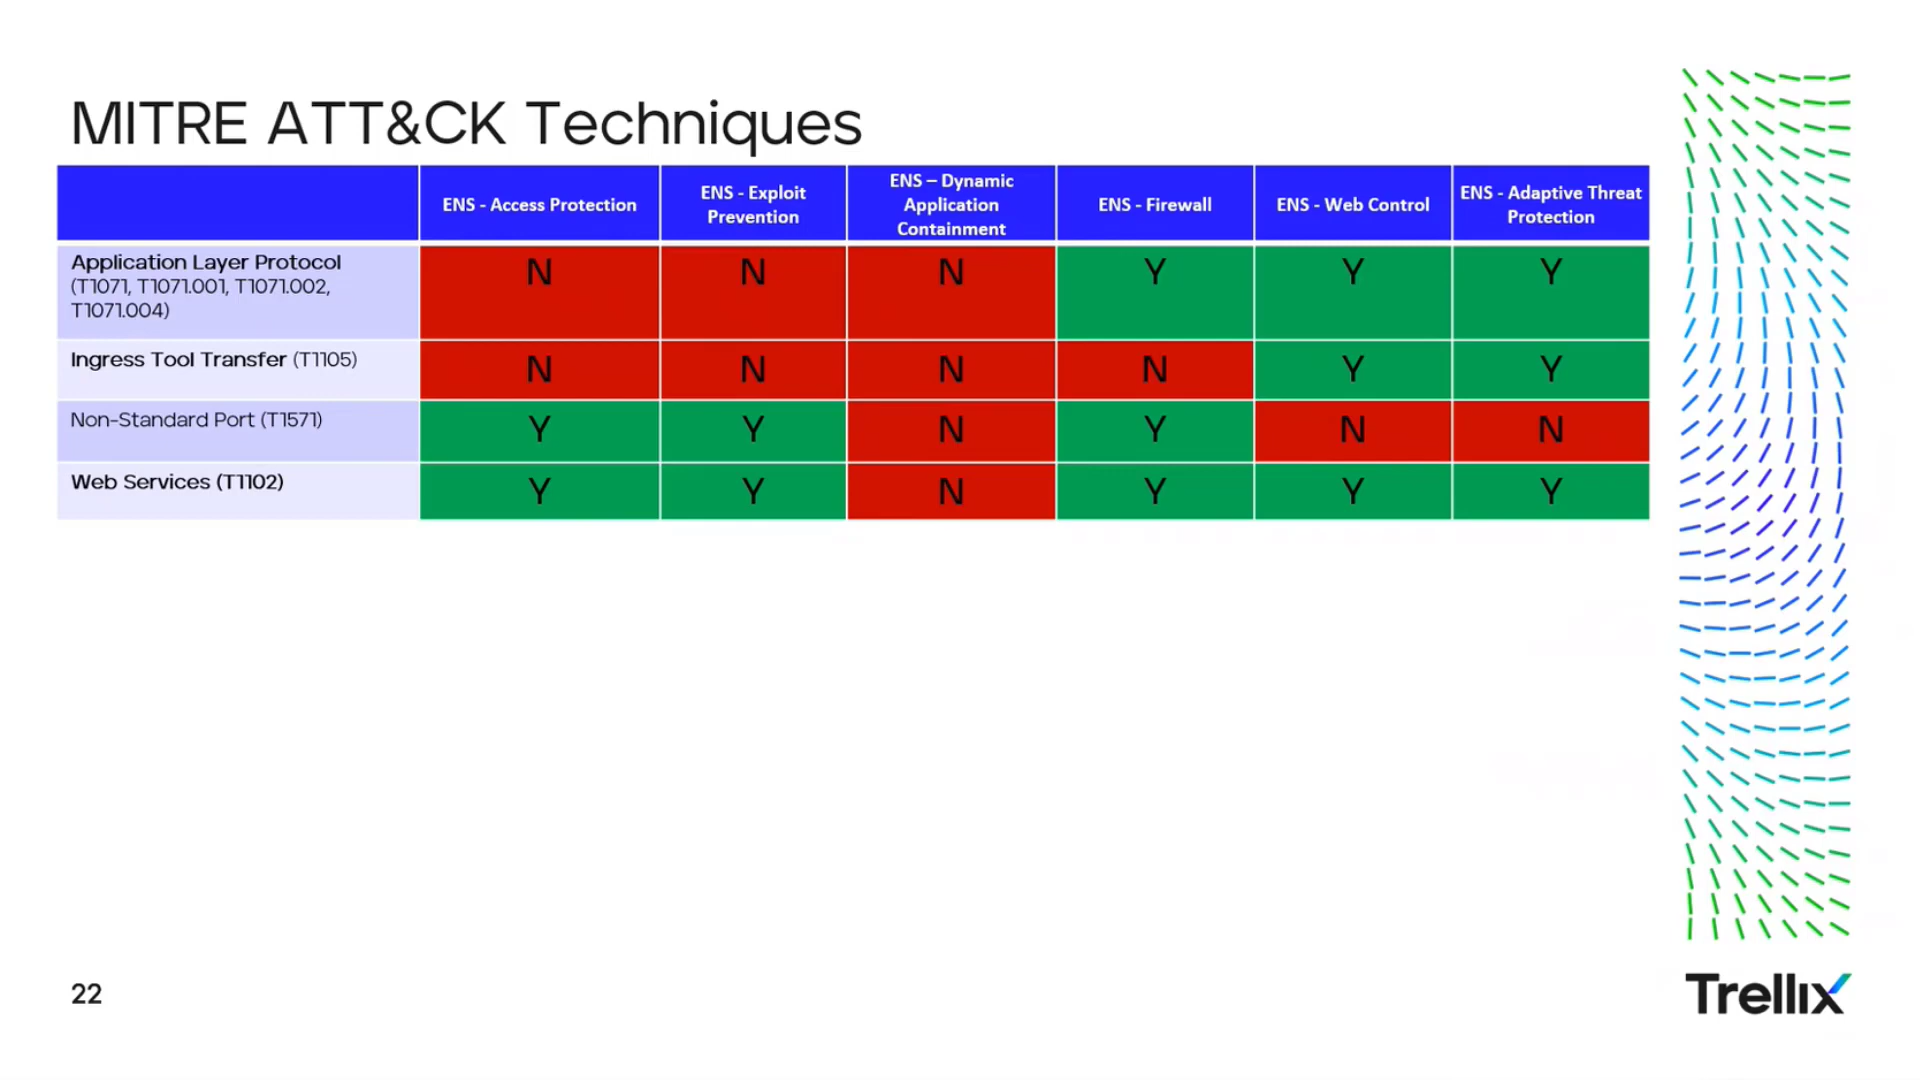 MITRE ATT&CK Techniques
ENS - Access Protection
ENS - Exploit
Prevention
ENS – Dynamic
Application
Containment
ENS - Firewall
ENS - Web Control
ENS - Adaptive Threat
Protection
Application Layer Protocol
(T1071, T1071.001, T1071.002,
T1071.004)
N N N Y Y Y
Ingress Tool Transfer (T1105) N N N N Y Y
Non-Standard Port (T1571) Y Y N Y N N
Web Services (T1102) Y Y N Y Y Y
22
Trellix